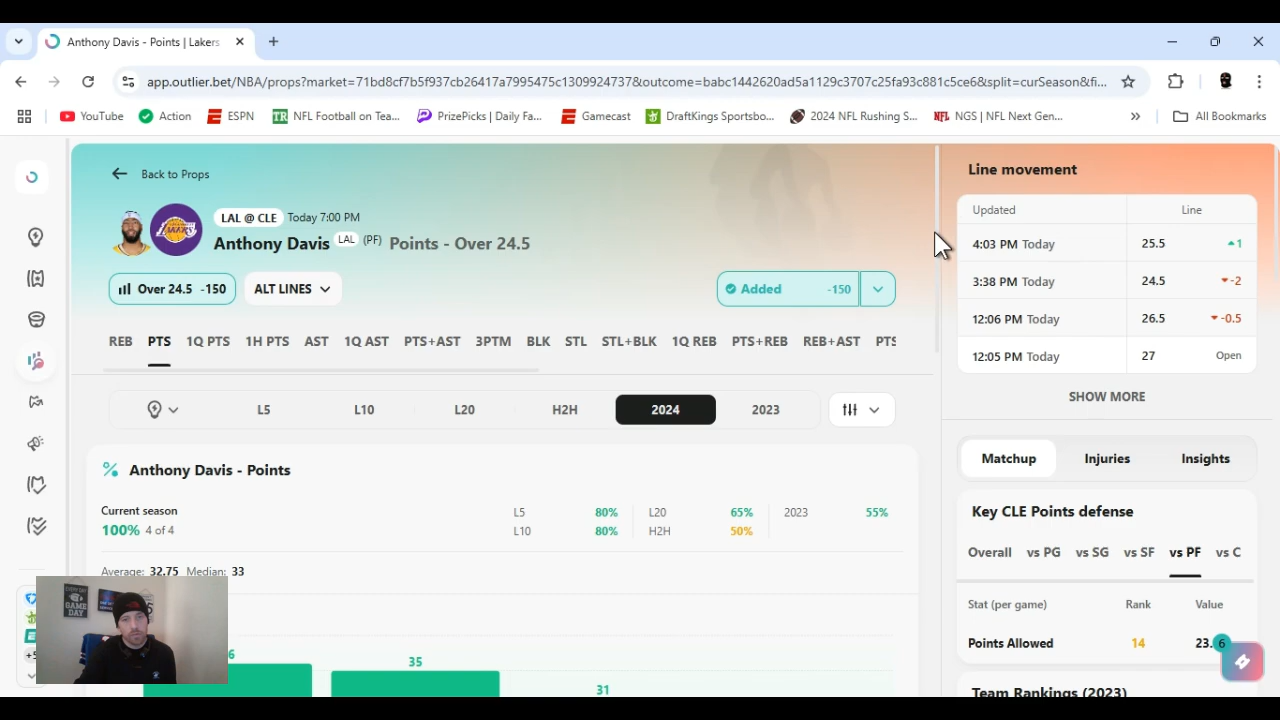 Anthony Davis - Points | Lakers
app.outlier.bet/NBA/props?market=71bd8cf7b5f937cb26417a7995475c1309924737&outcome=babc1442620ad5a1129c3707c25fa93c881c5ce6&split=curSeason&fi...
YouTube Action ESPN TR NFL Football on Tea... PrizePicks | Daily Fa... Gamecast DraftKings Sportsbo... 2024 NFL Rushing S... NFL NGS | NFL Next Gen... » All Bookmarks
Back to Props
LAL @ CLE Today 7:00 PM
Anthony Davis LAL (PF) Points - Over 24.5
Over 24.5 -150 ALT LINES Added -150
REB PTS 1Q PTS 1H PTS AST 1Q AST PTS+AST 3PTM BLK STL STL+BLK 1Q REB PTS+REB REB+AST PTS
L5 L10 L20 H2H 2024 2023
Anthony Davis - Points
Current season
100% 4 of 4
L5 80% L20 65% 2023 55%
L10 80% H2H 50%
Average: 32.75 Median: 33
35
31
GAME DAY
Line movement
Updated Line
4:03 PM Today 25.5 1
3:38 PM Today 24.5 -2
12:06 PM Today 26.5 -0.5
12:05 PM Today 27 Open
SHOW MORE
Matchup Injuries Insights
Key CLE Points defense
Overall vs PG vs SG vs SF vs PF vs C
Stat (per game) Rank Value
Points Allowed 14 23. 6
Team Rankings (2023)